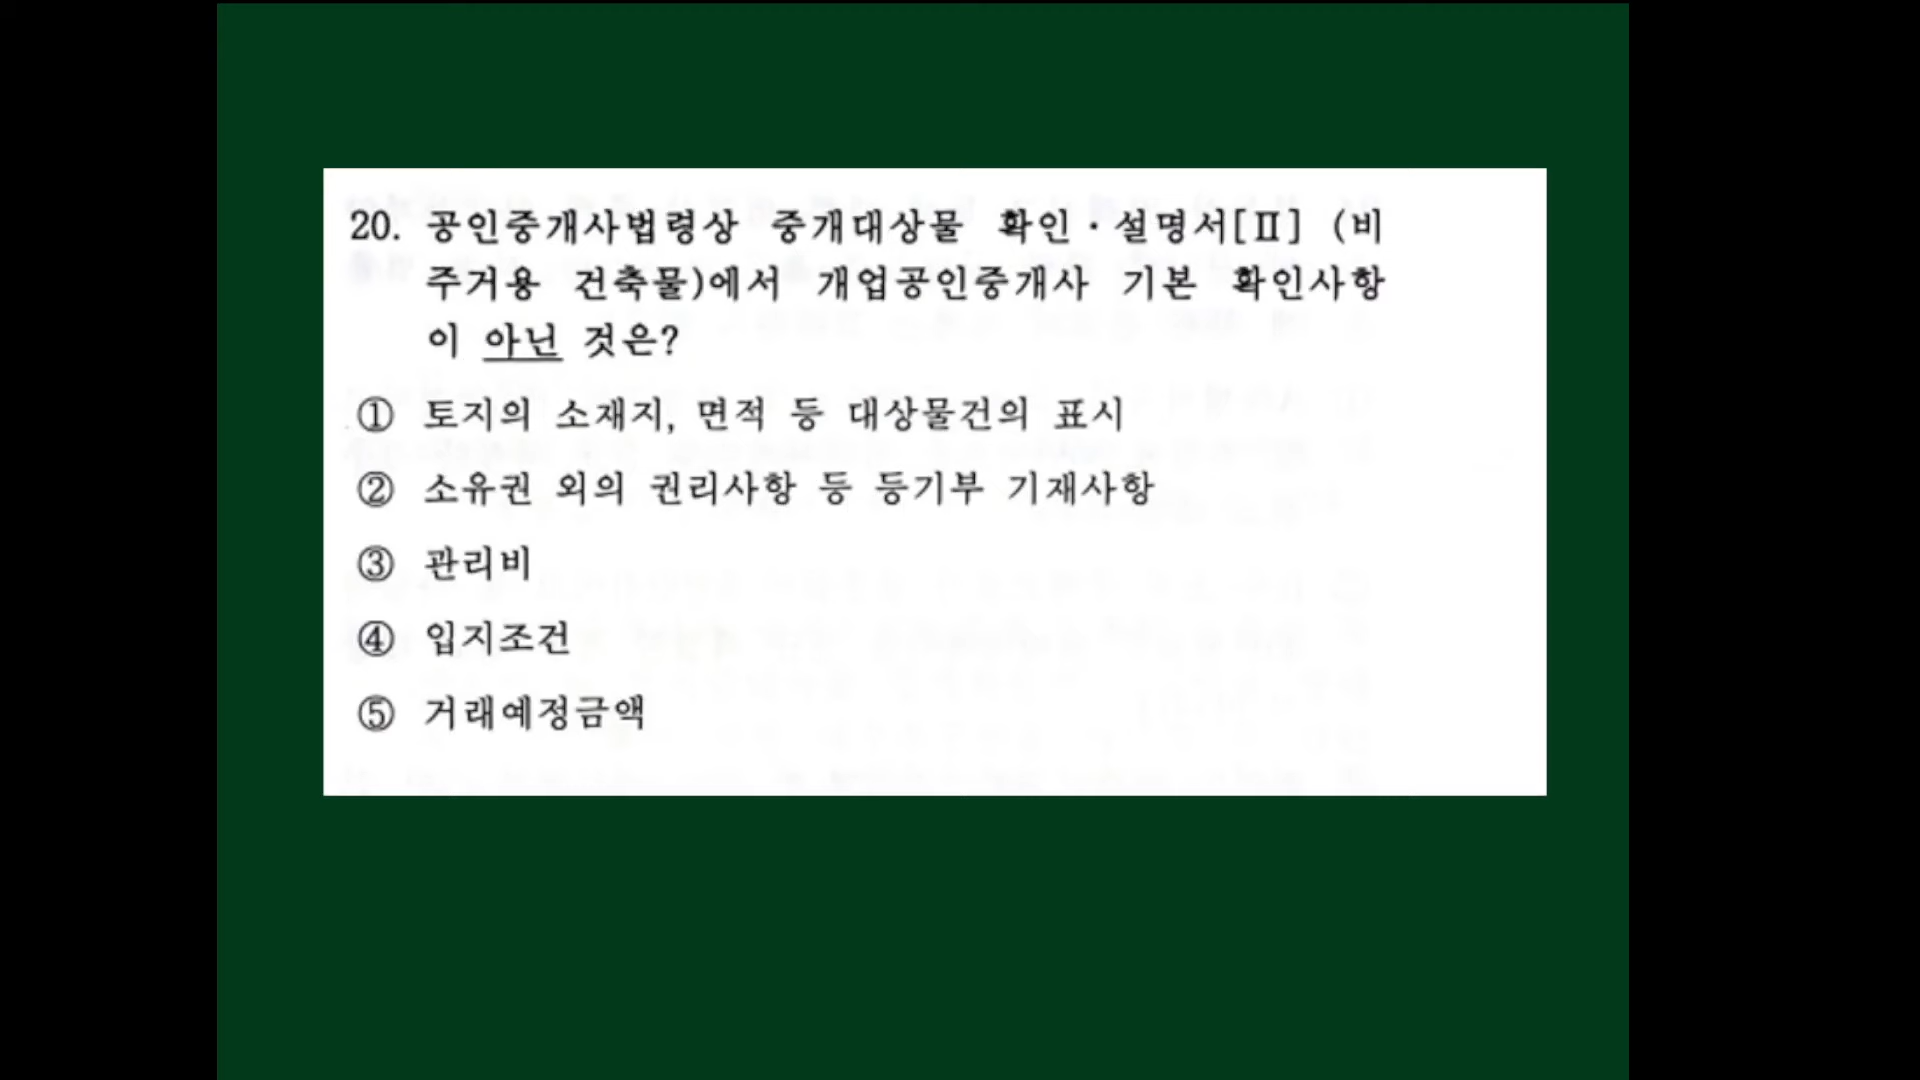 20. 공인중개사법령상 중개대상물 확인·설명서[Ⅱ] (비
주거용 건축물)에서 개업공인중개사 기본 확인사항
이 아닌 것은?
① 토지의 소재지, 면적 등 대상물건의 표시
② 소유권 외의 권리사항 등 등기부 기재사항
③ 관리비
④ 입지조건
⑤ 거래예정금액